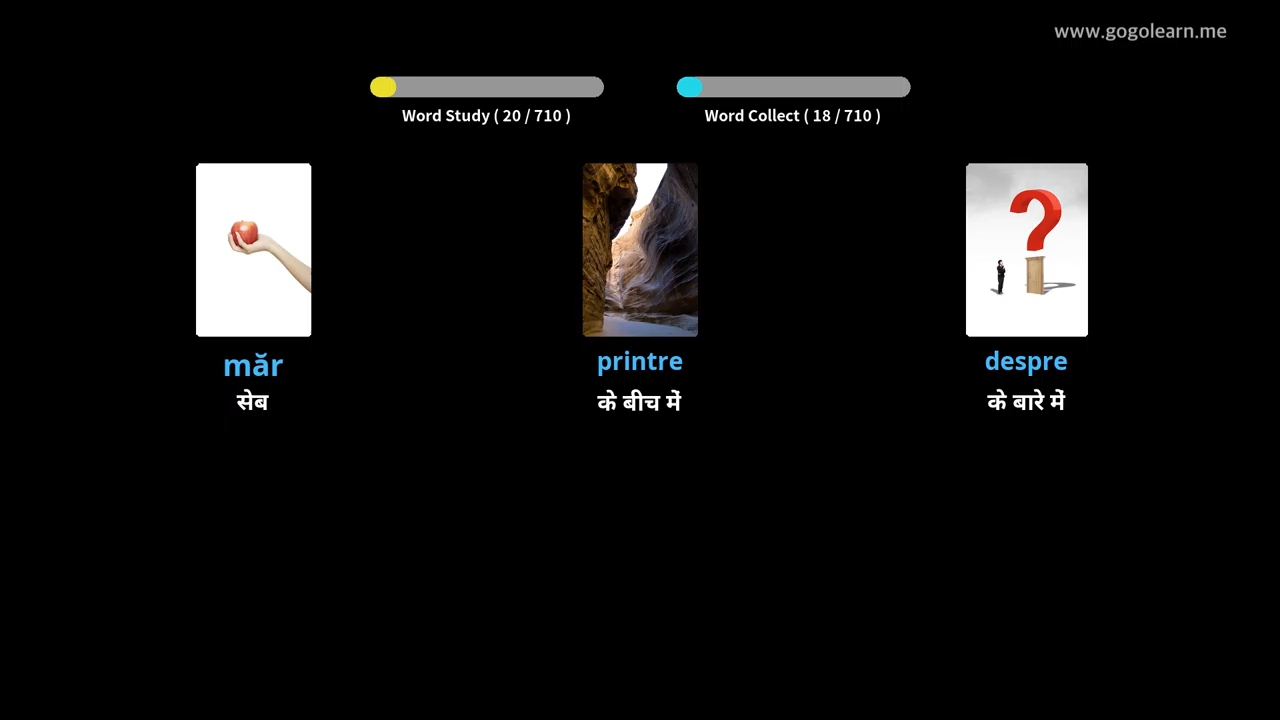 www.gogolearn.me
Word Study ( 20 / 710 )
Word Collect ( 18 / 710 )
măr
printre
despre
सेब
के बीच में
के बारे में